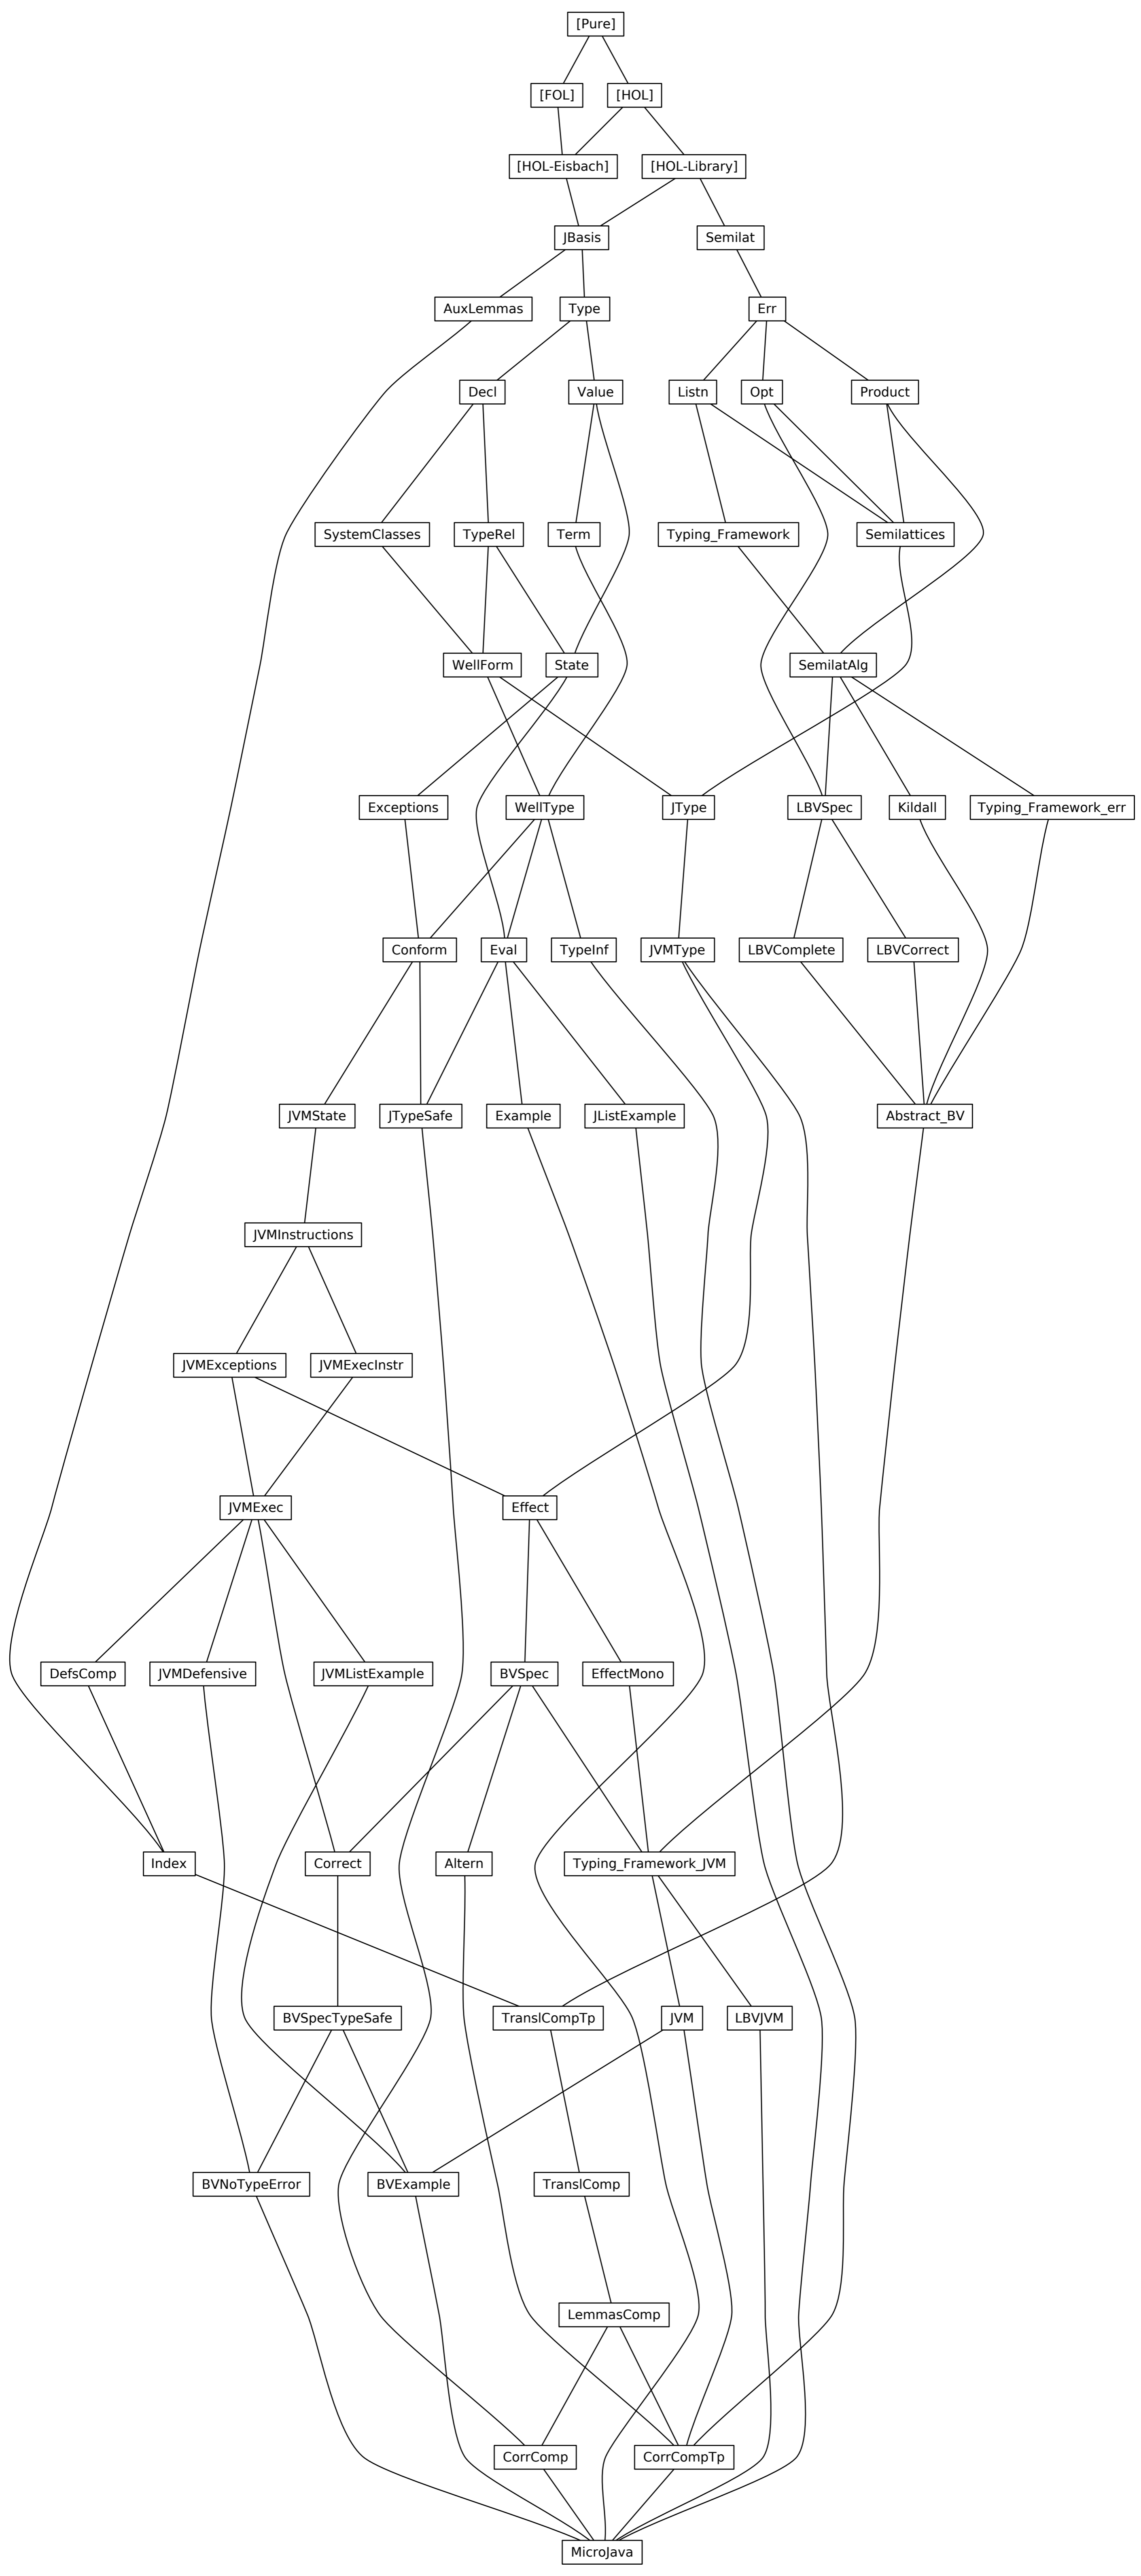 [Pure]
[FOL]
[HOL]
[HOL-Eisbach]
[HOL-Library]
JBasis
Semilat
AuxLemmas
Type
Err
Decl
Value
Listn
Opt
Product
SystemClasses
TypeRel
Term
Typing_Framework
Semilattices
WellForm
State
SemilatAlg
Exceptions
WellType
JType
LBVSpec
Kildall
Typing_Framework_err
Conform
Eval
TypeInf
JVMType
LBVComplete
LBVCorrect
JVMState
JTypeSafe
Example
JListExample
Abstract_BV
JVMInstructions
JVMExceptions
JVMExecInstr
JVMExec
Effect
DefsComp
JVMDefensive
JVMListExample
BVSpec
EffectMono
Index
Correct
Altern
Typing_Framework_JVM
BVSpecTypeSafe
TranslCompTp
JVM
LBVJVM
BVNoTypeError
BVExample
TranslComp
LemmasComp
CorrComp
CorrCompTp
MicroJava